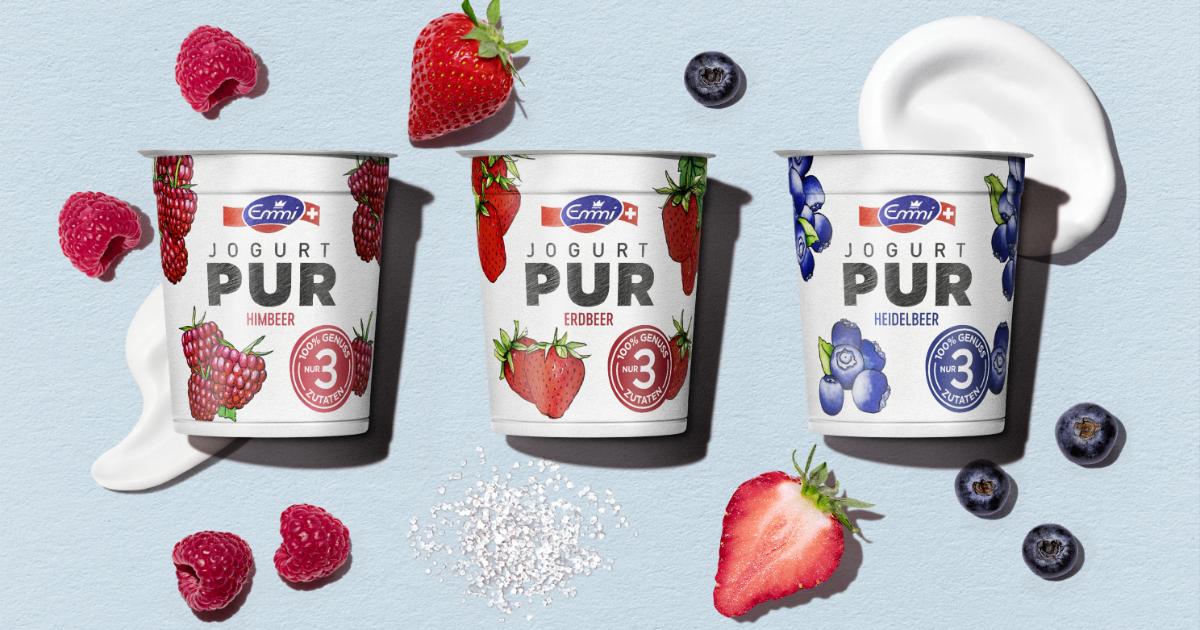 Emmi
JOGURT
PUR
HIMBEER
100% GENUSS
NUR 3
ZUTATEN
Emmi
JOGURT
PUR
ERDBEER
100% GENUSS
NUR 3
ZUTATEN
Emmi
JOGURT
PUR
HEIDELBEER
100% GENUSS
NUR 3
ZUTATEN